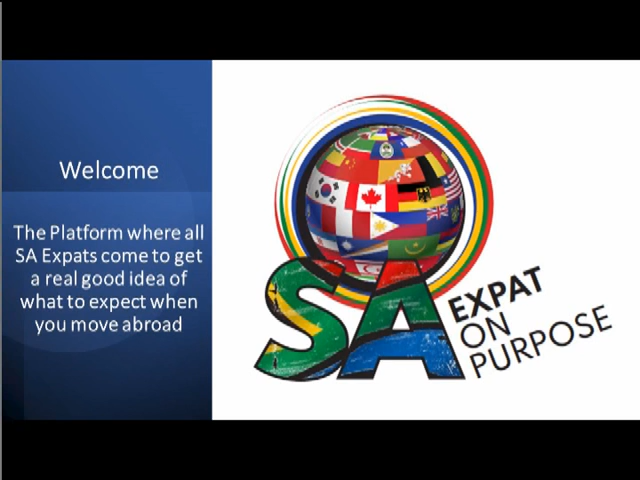 Welcome
The Platform where all
SA Expats come to get
a real good idea of
what to expect when
you move abroad
SA
EXPAT
ON
PURPOSE